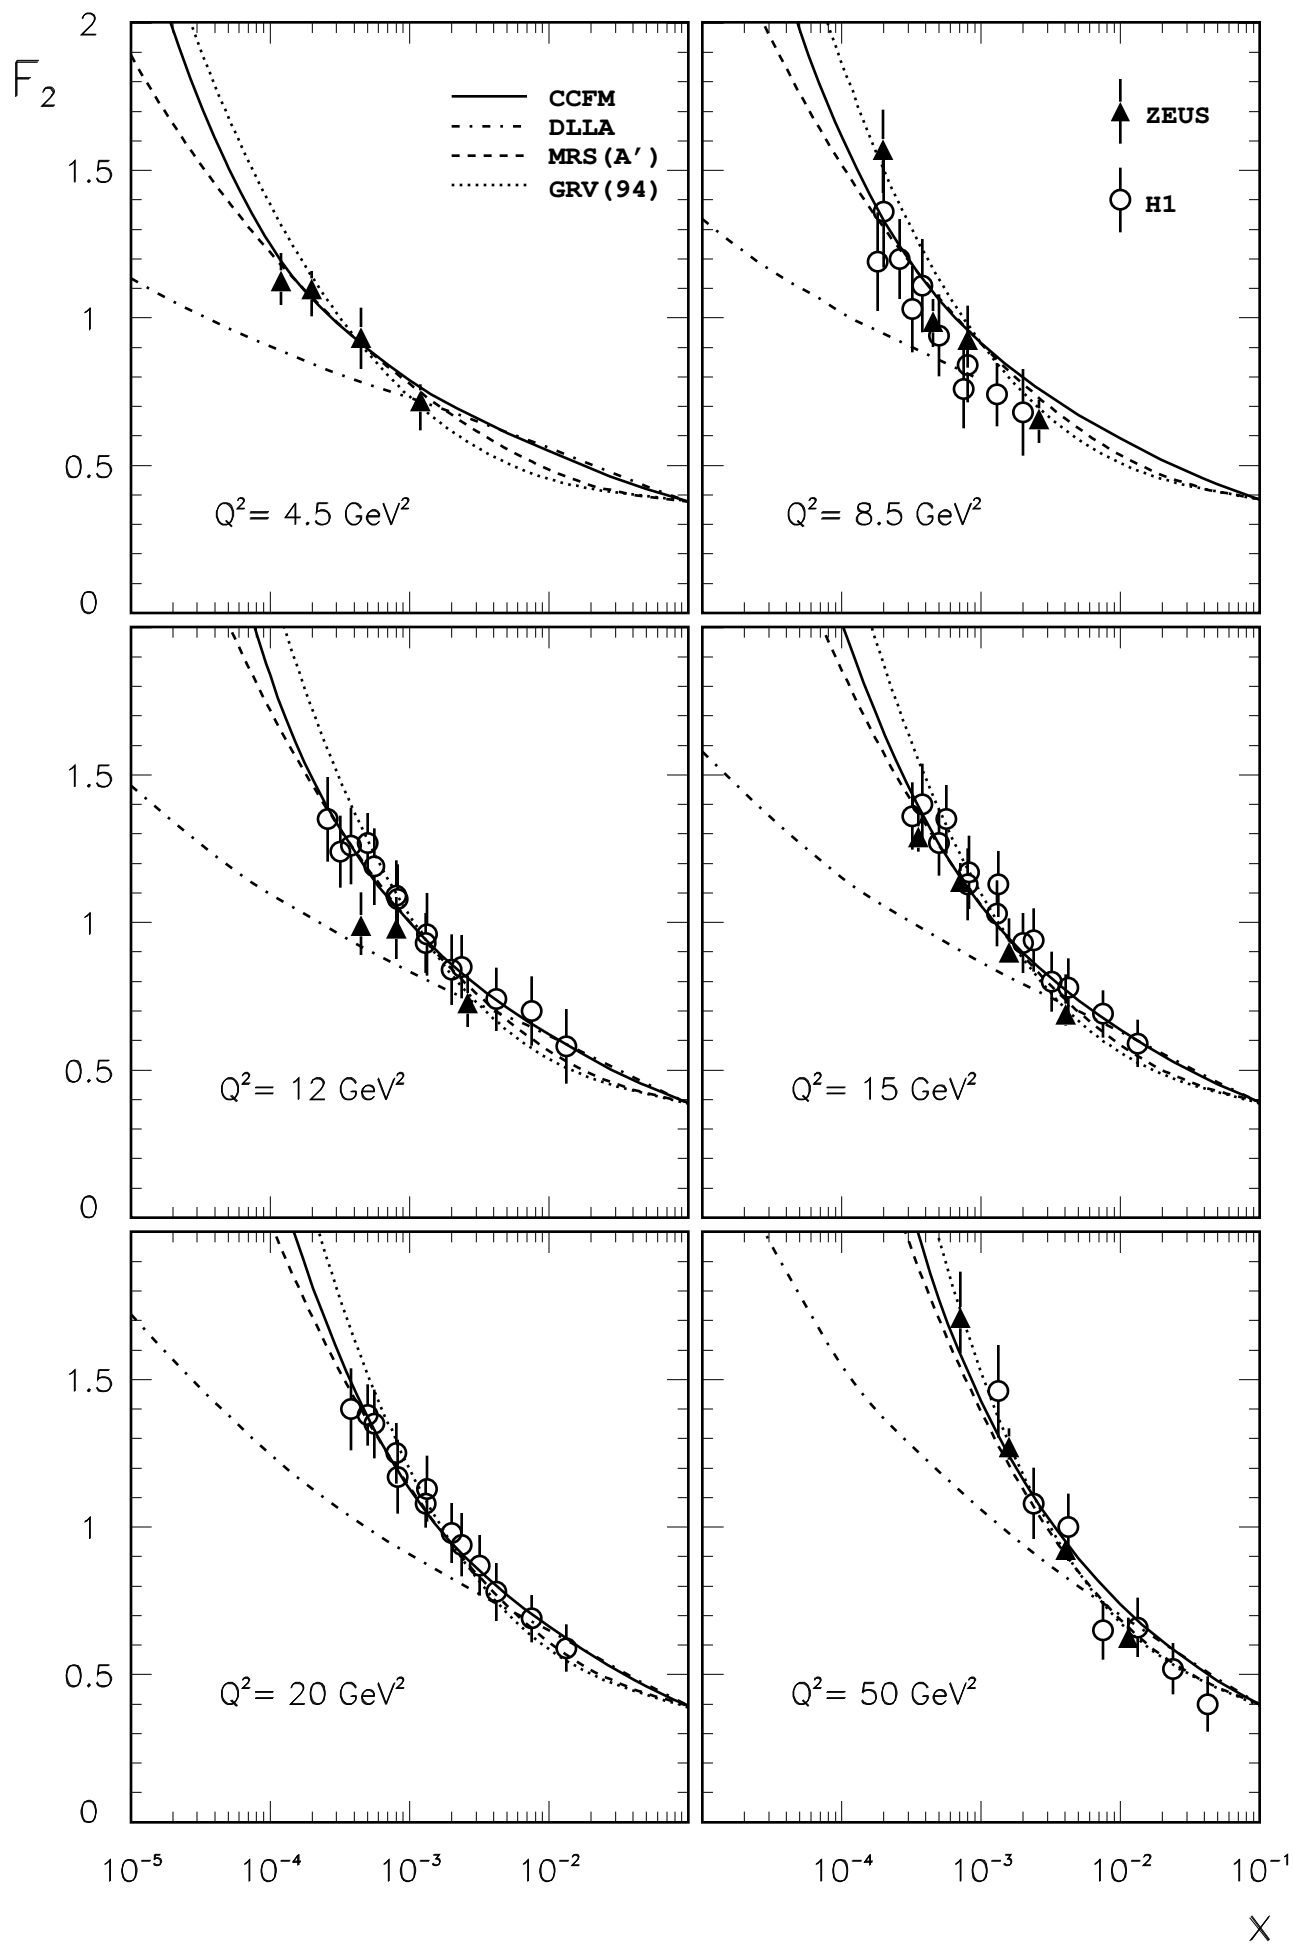 2
F₂
1.5
1
0.5
0
CCFM
DLLA
MRS(A′)
GRV(94)
Q²= 4.5 GeV²
ZEUS
H1
Q²= 8.5 GeV²
1.5
1
0.5
0
Q²= 12 GeV²
Q²= 15 GeV²
1.5
1
0.5
0
Q²= 20 GeV²
Q²= 50 GeV²
10⁻⁵ 10⁻⁴ 10⁻³ 10⁻² 10⁻⁴ 10⁻³ 10⁻² 10⁻¹
x